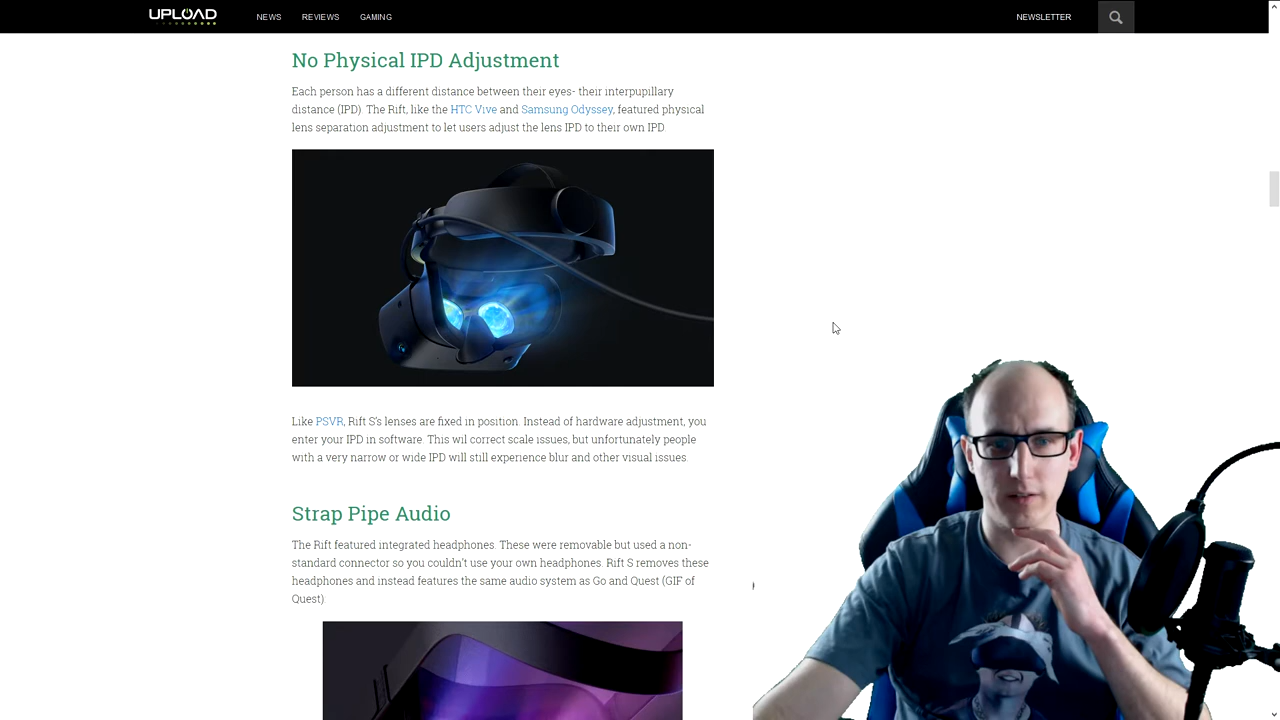 UPLOAD
NEWS REVIEWS GAMING NEWSLETTER
No Physical IPD Adjustment
Each person has a different distance between their eyes- their interpupillary
distance (IPD). The Rift, like the HTC Vive and Samsung Odyssey, featured physical
lens separation adjustment to let users adjust the lens IPD to their own IPD.
Like PSVR, Rift S's lenses are fixed in position. Instead of hardware adjustment, you
enter your IPD in software. This wil correct scale issues, but unfortunately people
with a very narrow or wide IPD will still experience blur and other visual issues.
Strap Pipe Audio
The Rift featured integrated headphones. These were removable but used a non-
standard connector so you couldn't use your own headphones. Rift S removes these
headphones and instead features the same audio system as Go and Quest (GIF of
Quest).